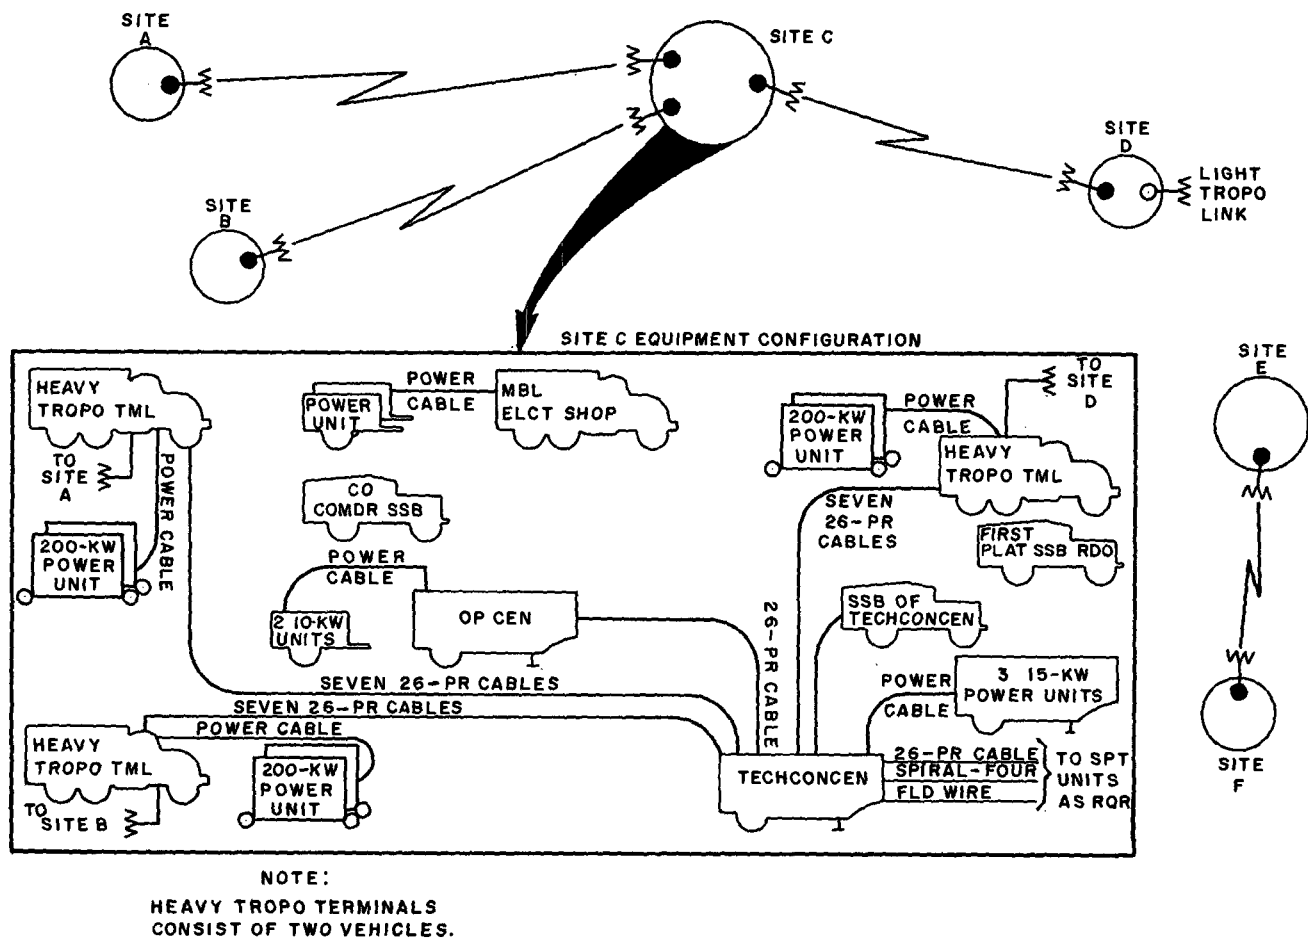 SITE
A
SITE C
SITE
B
SITE
D
LIGHT
TROPO
LINK
SITE C EQUIPMENT CONFIGURATION
HEAVY
TROPO TML
TO
SITE
A
POWER CABLE
200-KW
POWER
UNIT
POWER
UNIT
POWER
CABLE
MBL
ELCT SHOP
CO
COMDR SSB
POWER
CABLE
2 10-KW
UNITS
OP CEN
200-KW
POWER
UNIT
POWER
CABLE
TO
SITE
D
HEAVY
TROPO TML
SEVEN
26-PR
CABLES
FIRST
PLAT SSB RDO
SSB OF
TECHCONCEN
26-PR CABLE
3 15-KW
POWER UNITS
POWER
CABLE
SEVEN 26-PR CABLES
SEVEN 26-PR CABLES
POWER CABLE
HEAVY
TROPO TML
TO
SITE B
200-KW
POWER
UNIT
TECHCONCEN
26-PR CABLE
SPIRAL-FOUR
FLD WIRE
TO SPT
UNITS
AS RQR
SITE
E
SITE
F
NOTE:
HEAVY TROPO TERMINALS
CONSIST OF TWO VEHICLES.